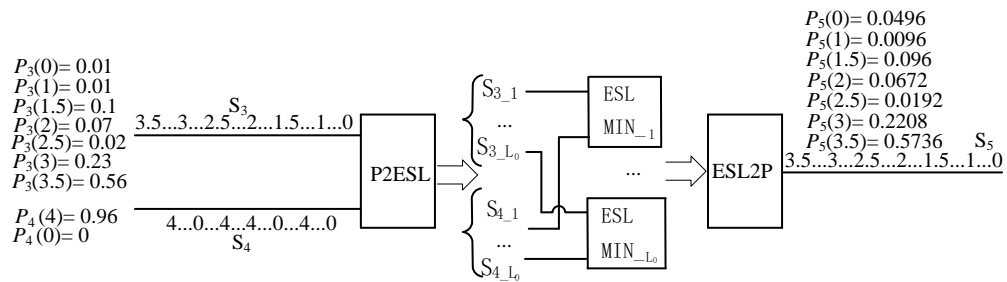 P3(0)= 0.01
P3(1)= 0.01
P3(1.5)= 0.1
P3(2)= 0.07
P3(2.5)= 0.02
P3(3)= 0.23
P3(3.5)= 0.56
S3
3.5...3...2.5...2...1.5...1...0
P4(4)= 0.96
P4(0)= 0
4...0...4...4...0...4...0
S4
P2ESL
S3_1
...
S3_L0
S4_1
...
S4_L0
ESL
MIN_1
...
ESL
MIN_L0
ESL2P
P5(0)= 0.0496
P5(1)= 0.0096
P5(1.5)= 0.096
P5(2)= 0.0672
P5(2.5)= 0.0192
P5(3)= 0.2208
P5(3.5)= 0.5736
S5
3.5...3...2.5...2...1.5...1...0